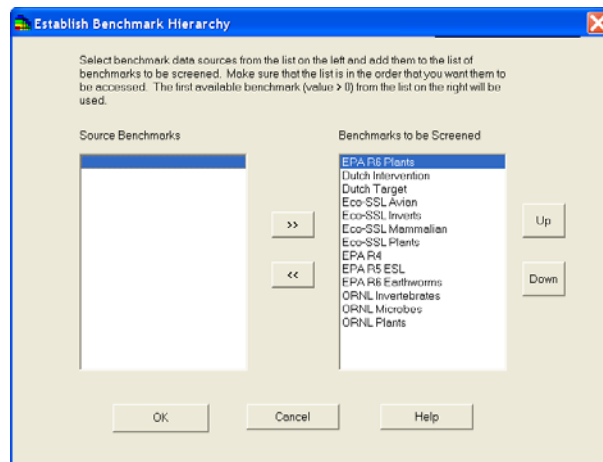 Establish Benchmark Hierarchy
Select benchmark data sources from the list on the left and add them to the list of
benchmarks to be screened. Make sure that the list is in the order that you want them to
be accessed. The first available benchmark (value > 0) from the list on the right will be
used.
Source Benchmarks
Benchmarks to be Screened
EPA R6 Plants
Dutch Intervention
Dutch Target
Eco-SSL Avian
Eco-SSL Inverts
Eco-SSL Mammalian
Eco-SSL Plants
EPA R4
EPA R5 ESL
EPA R6 Earthworms
ORNL Invertebrates
ORNL Microbes
ORNL Plants
>>
<<
Up
Down
OK
Cancel
Help